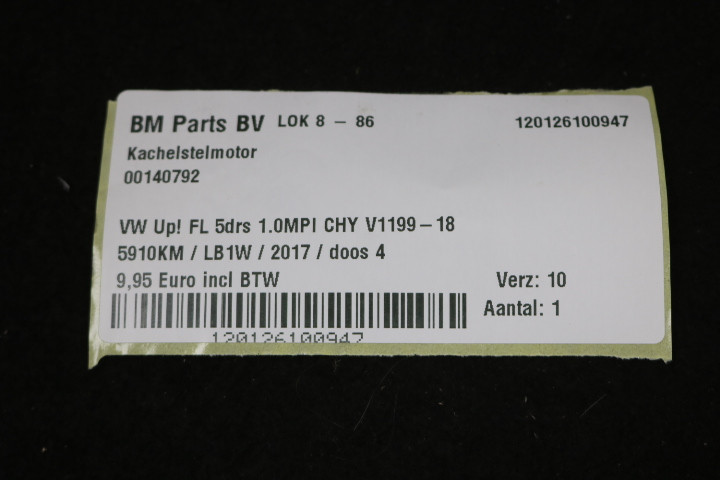 BM Parts BV LOK 8 - 86 120126100947
Kachelstelmotor
00140792
VW Up! FL 5drs 1.0MPI CHY V1199-18
5910KM / LB1W / 2017 / doos 4
9,95 Euro incl BTW Verz: 10
Aantal: 1
120126100947